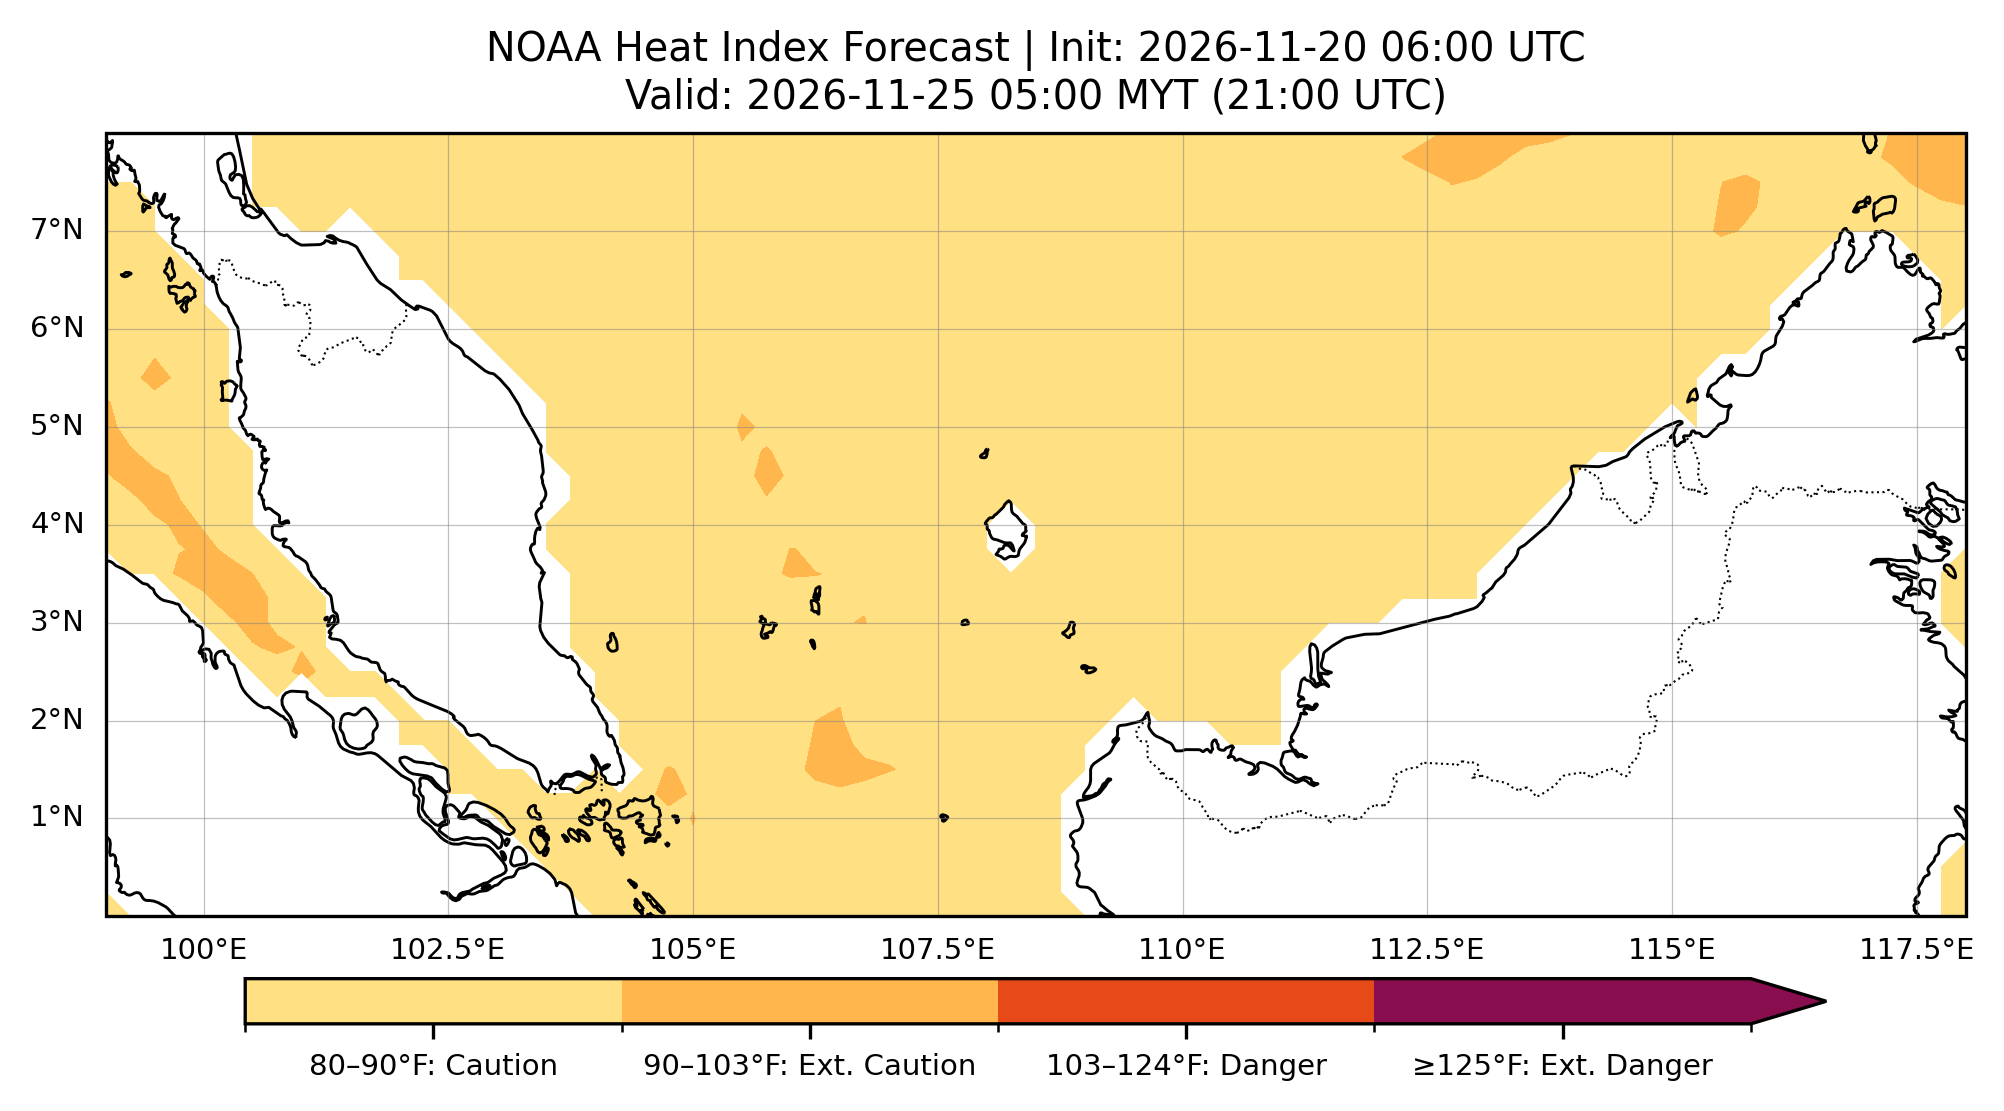 NOAA Heat Index Forecast | Init: 2026-11-20 06:00 UTC
Valid: 2026-11-25 05:00 MYT (21:00 UTC)
7°N
6°N
5°N
4°N
3°N
2°N
1°N
100°E 102.5°E 105°E 107.5°E 110°E 112.5°E 115°E 117.5°E
80–90°F: Caution 90–103°F: Ext. Caution 103–124°F: Danger ≥125°F: Ext. Danger